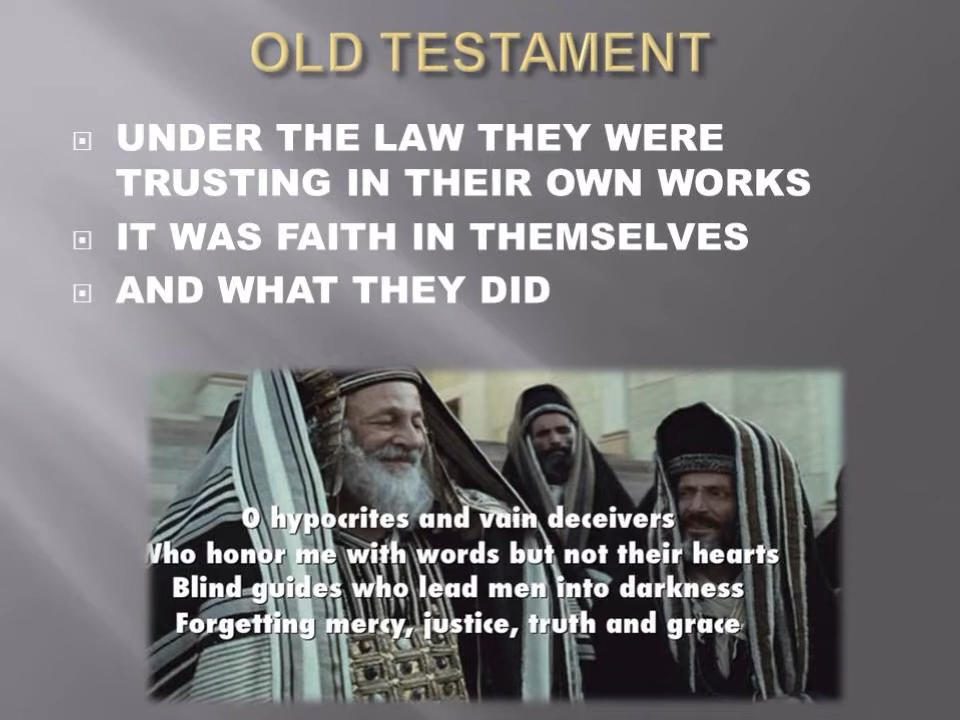 OLD TESTAMENT
UNDER THE LAW THEY WERE
TRUSTING IN THEIR OWN WORKS
IT WAS FAITH IN THEMSELVES
AND WHAT THEY DID
O hypocrites and vain deceivers
Who honor me with words but not their hearts
Blind guides who lead men into darkness
Forgetting mercy, justice, truth and grace